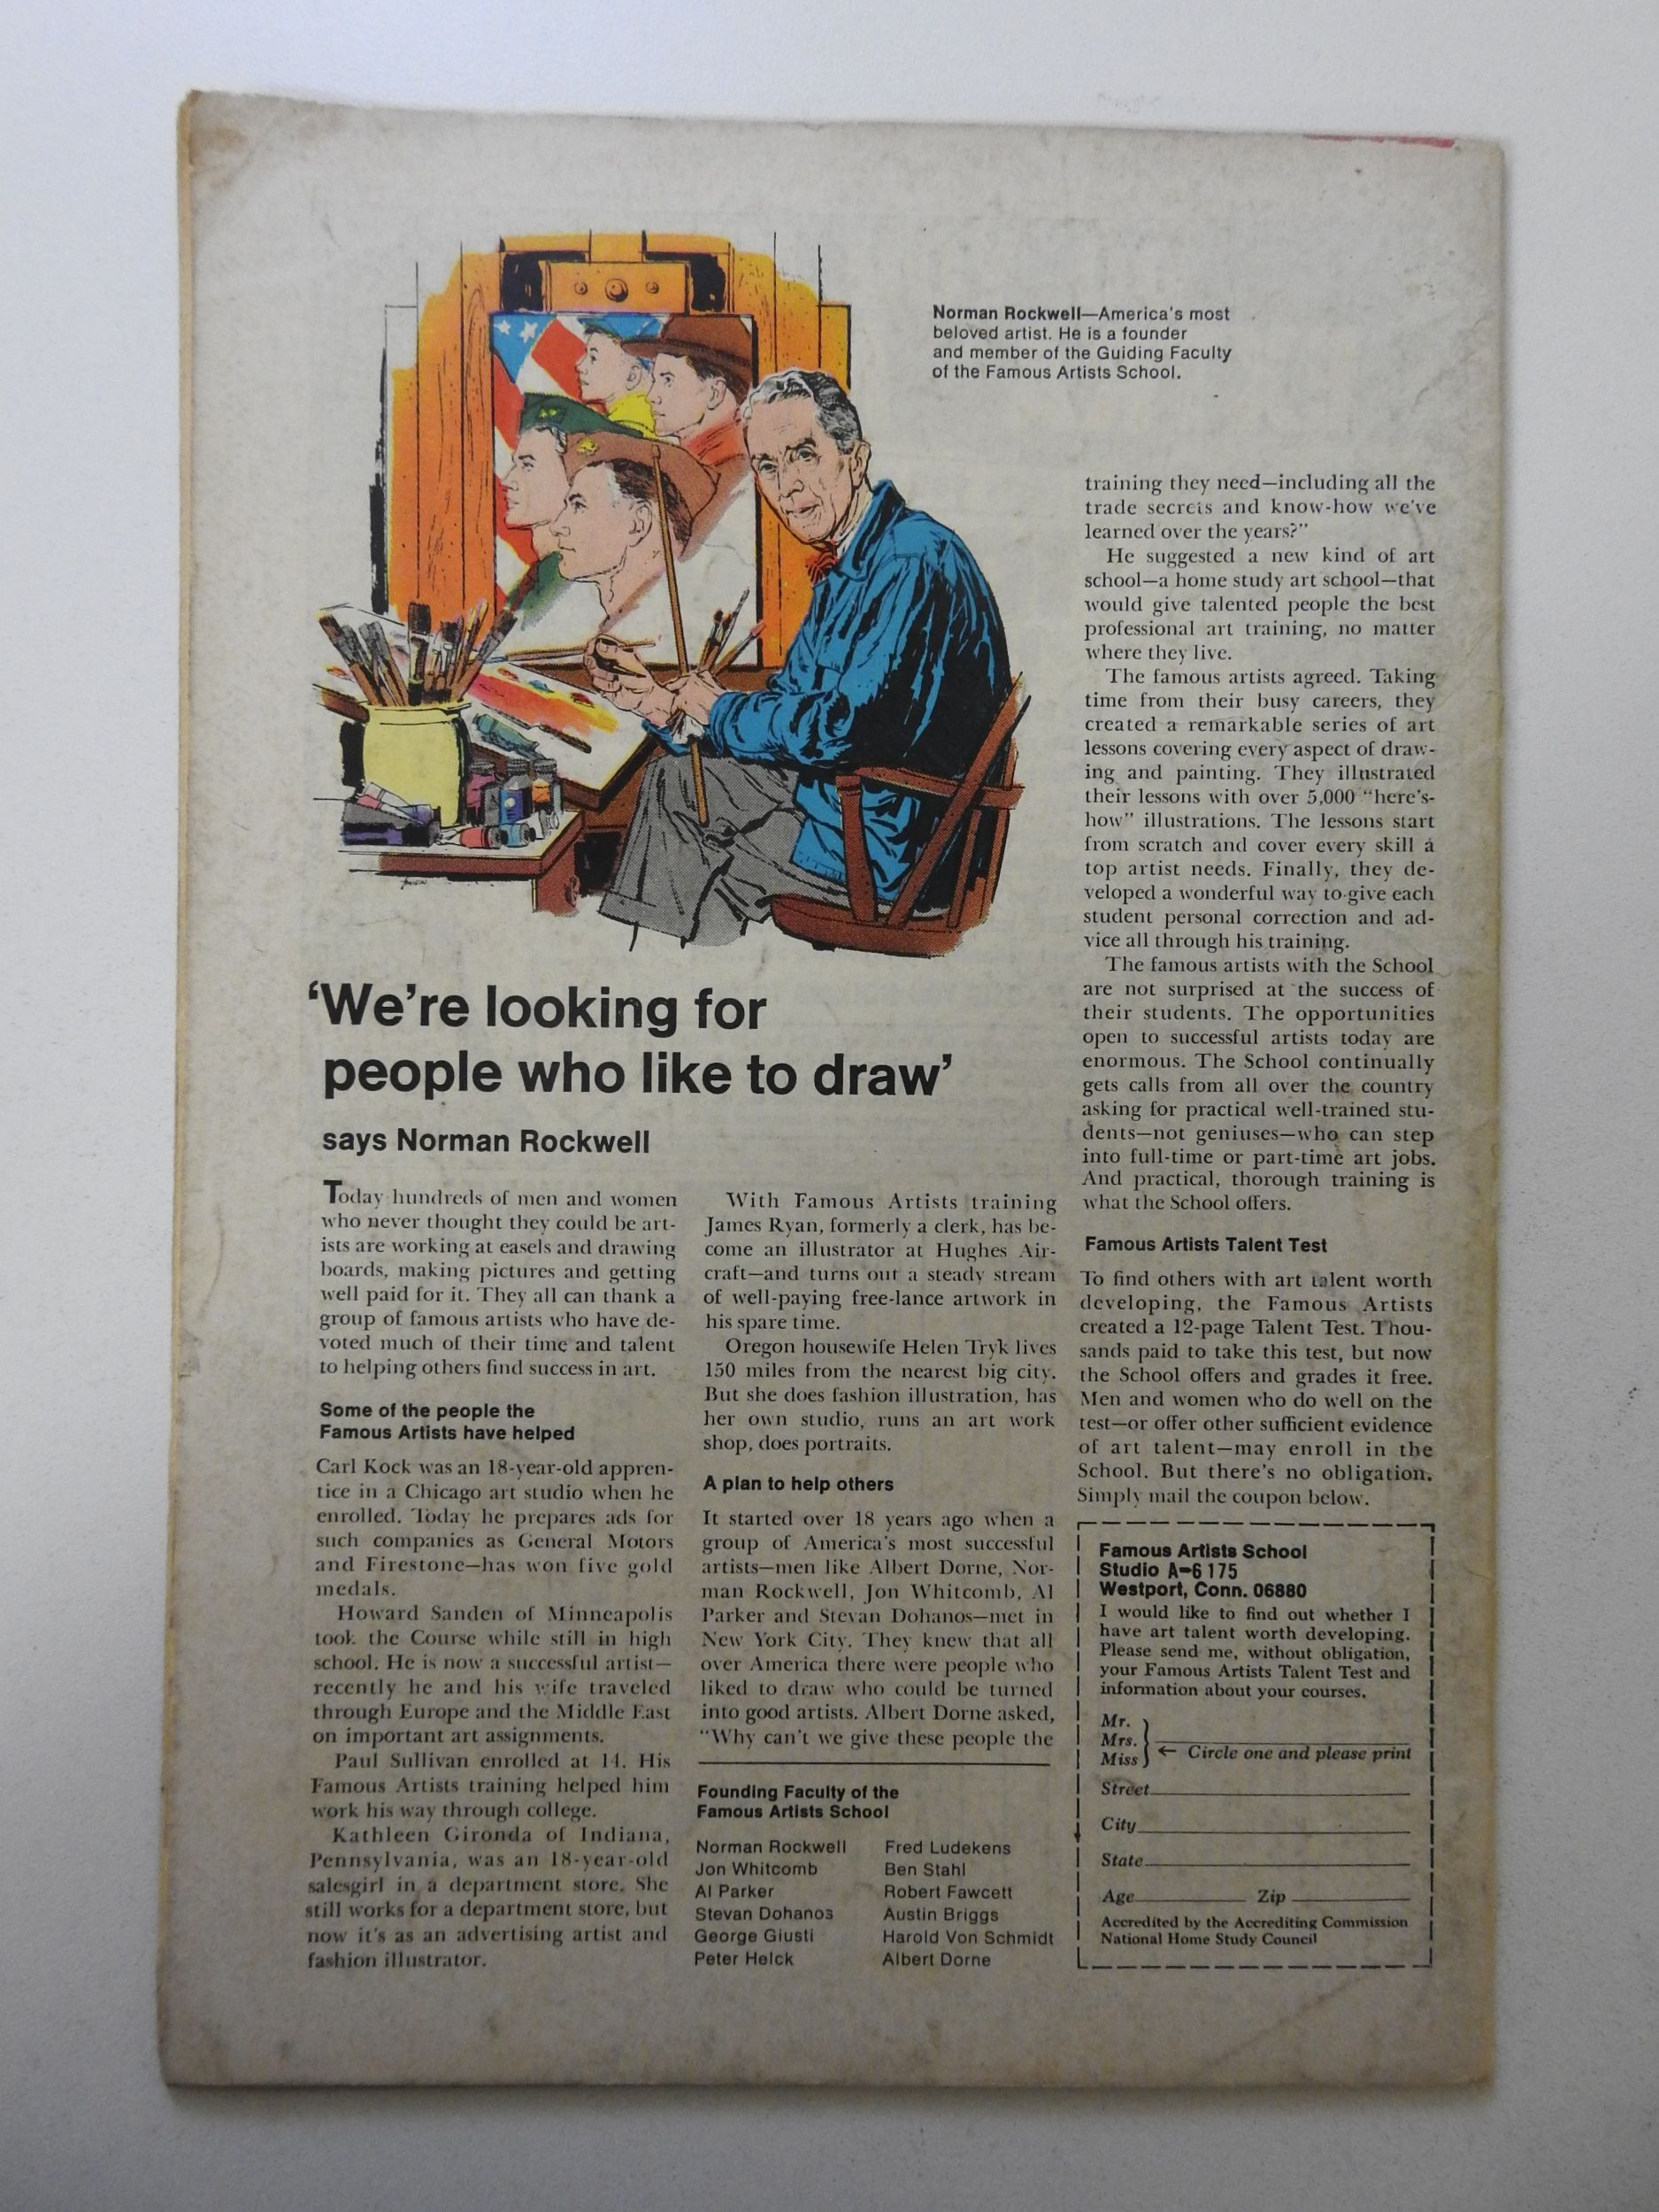 Norman Rockwell—America's most
beloved artist. He is a founder
and member of the Guiding Faculty
of the Famous Artists School.
‘We're looking for
people who like to draw’
says Norman Rockwell
Today hundreds of men and women
who never thought they could be art-
ists are working at easels and drawing
boards, making pictures and getting
well paid for it. They all can thank a
group of famous artists who have de-
voted much of their time and talent
to helping others find success in art.
Some of the people the
Famous Artists have helped
Carl Kock was an 18-year-old appren-
tice in a Chicago art studio when he
enrolled. Today he prepares ads for
such companies as General Motors
and Firestone—has won five gold
medals.
Howard Sanden of Minneapolis
took the Course while still in high
school. He is now a successful artist—
recently he and his wife traveled
through Europe and the Middle East
on important art assignments.
Paul Sullivan enrolled at 14. His
Famous Artists training helped him
work his way through college.
Kathleen Gironda of Indiana,
Pennsylvania, was an 18-year-old
salesgirl in a department store. She
still works for a department store, but
now it's as an advertising artist and
fashion illustrator.
With Famous Artists training
James Ryan, formerly a clerk, has be-
come an illustrator at Hughes Air-
craft—and turns out a steady stream
of well-paying free-lance artwork in
his spare time.
Oregon housewife Helen Tryk lives
150 miles from the nearest big city.
But she does fashion illustration, has
her own studio, runs an art work
shop, does portraits.
A plan to help others
It started over 18 years ago when a
group of America's most successful
artists—men like Albert Dorne, Nor-
man Rockwell, Jon Whitcomb, Al
Parker and Stevan Dohanos—met in
New York City. They knew that all
over America there were people who
liked to draw who could be turned
into good artists. Albert Dorne asked,
“Why can't we give these people the
Founding Faculty of the
Famous Artists School
Norman Rockwell
Jon Whitcomb
Al Parker
Stevan Dohanos
George Giusti
Peter Helck
Fred Ludekens
Ben Stahl
Robert Fawcett
Austin Briggs
Harold Von Schmidt
Albert Dorne
training they need—including all the
trade secrets and know-how we've
learned over the years?”
He suggested a new kind of art
school—a home study art school—that
would give talented people the best
professional art training, no matter
where they live.
The famous artists agreed. Taking
time from their busy careers, they
created a remarkable series of art
lessons covering every aspect of draw-
ing and painting. They illustrated
their lessons with over 5,000 “here's-
how” illustrations. The lessons start
from scratch and cover every skill a
top artist needs. Finally, they de-
veloped a wonderful way to give each
student personal correction and ad-
vice all through his training.
The famous artists with the School
are not surprised at the success of
their students. The opportunities
open to successful artists today are
enormous. The School continually
gets calls from all over the country
asking for practical well-trained stu-
dents—not geniuses—who can step
into full-time or part-time art jobs.
And practical, thorough training is
what the School offers.
Famous Artists Talent Test
To find others with art talent worth
developing, the Famous Artists
created a 12-page Talent Test. Thou-
sands paid to take this test, but now
the School offers and grades it free.
Men and women who do well on the
test—or offer other sufficient evidence
of art talent—may enroll in the
School. But there's no obligation.
Simply mail the coupon below.
Famous Artists School
Studio A-6175
Westport, Conn. 06880
I would like to find out whether I
have art talent worth developing.
Please send me, without obligation,
your Famous Artists Talent Test and
information about your courses.
Mr.
Mrs.
Miss ← Circle one and please print
Street
City
State
Age Zip
Accredited by the Accrediting Commission
National Home Study Council